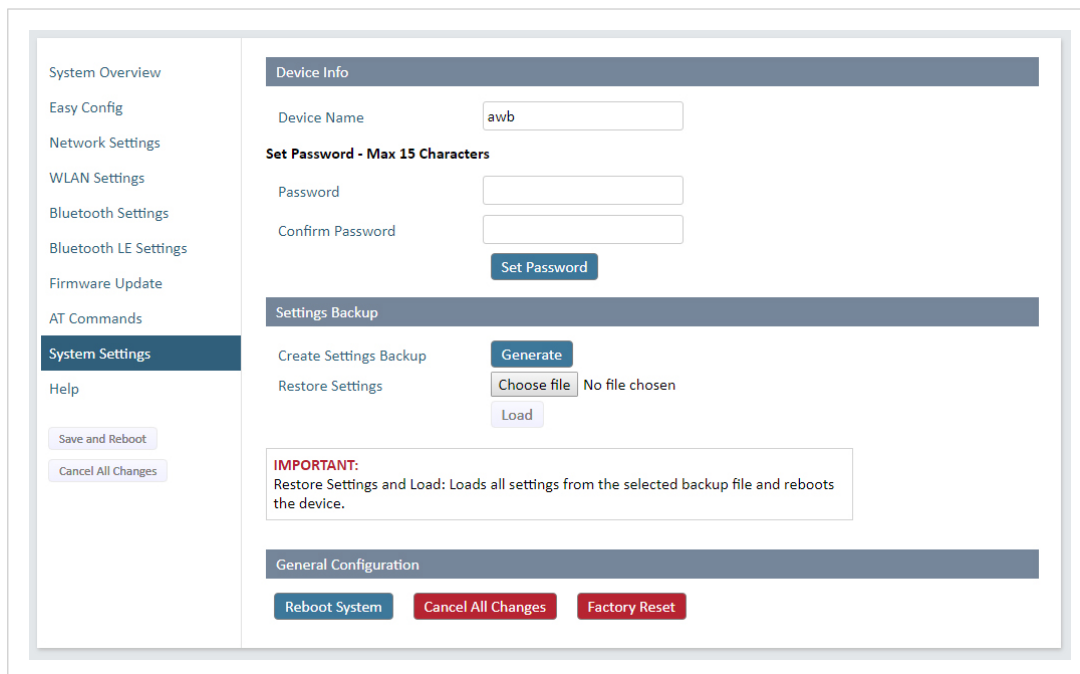 System Overview
Easy Config
Network Settings
WLAN Settings
Bluetooth Settings
Bluetooth LE Settings
Firmware Update
AT Commands
System Settings
Help
Save and Reboot
Cancel All Changes
Device Info
Device Name awb
Set Password - Max 15 Characters
Password
Confirm Password
Set Password
Settings Backup
Create Settings Backup Generate
Restore Settings Choose file No file chosen
Load
IMPORTANT:
Restore Settings and Load: Loads all settings from the selected backup file and reboots
the device.
General Configuration
Reboot System Cancel All Changes Factory Reset